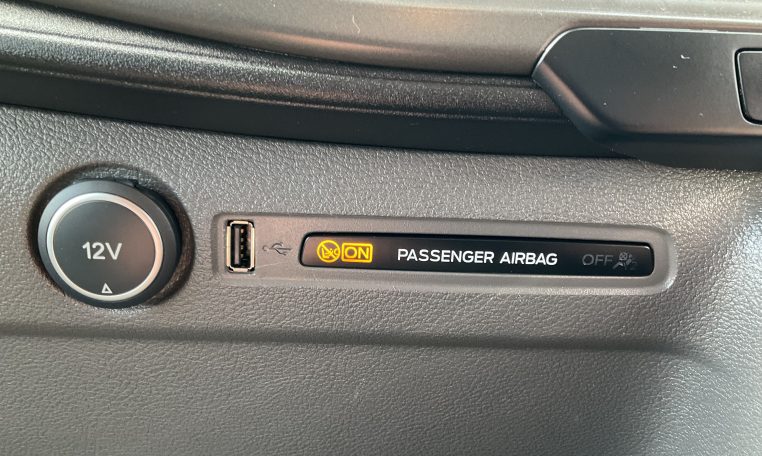 12V
ON PASSENGER AIRBAG OFF